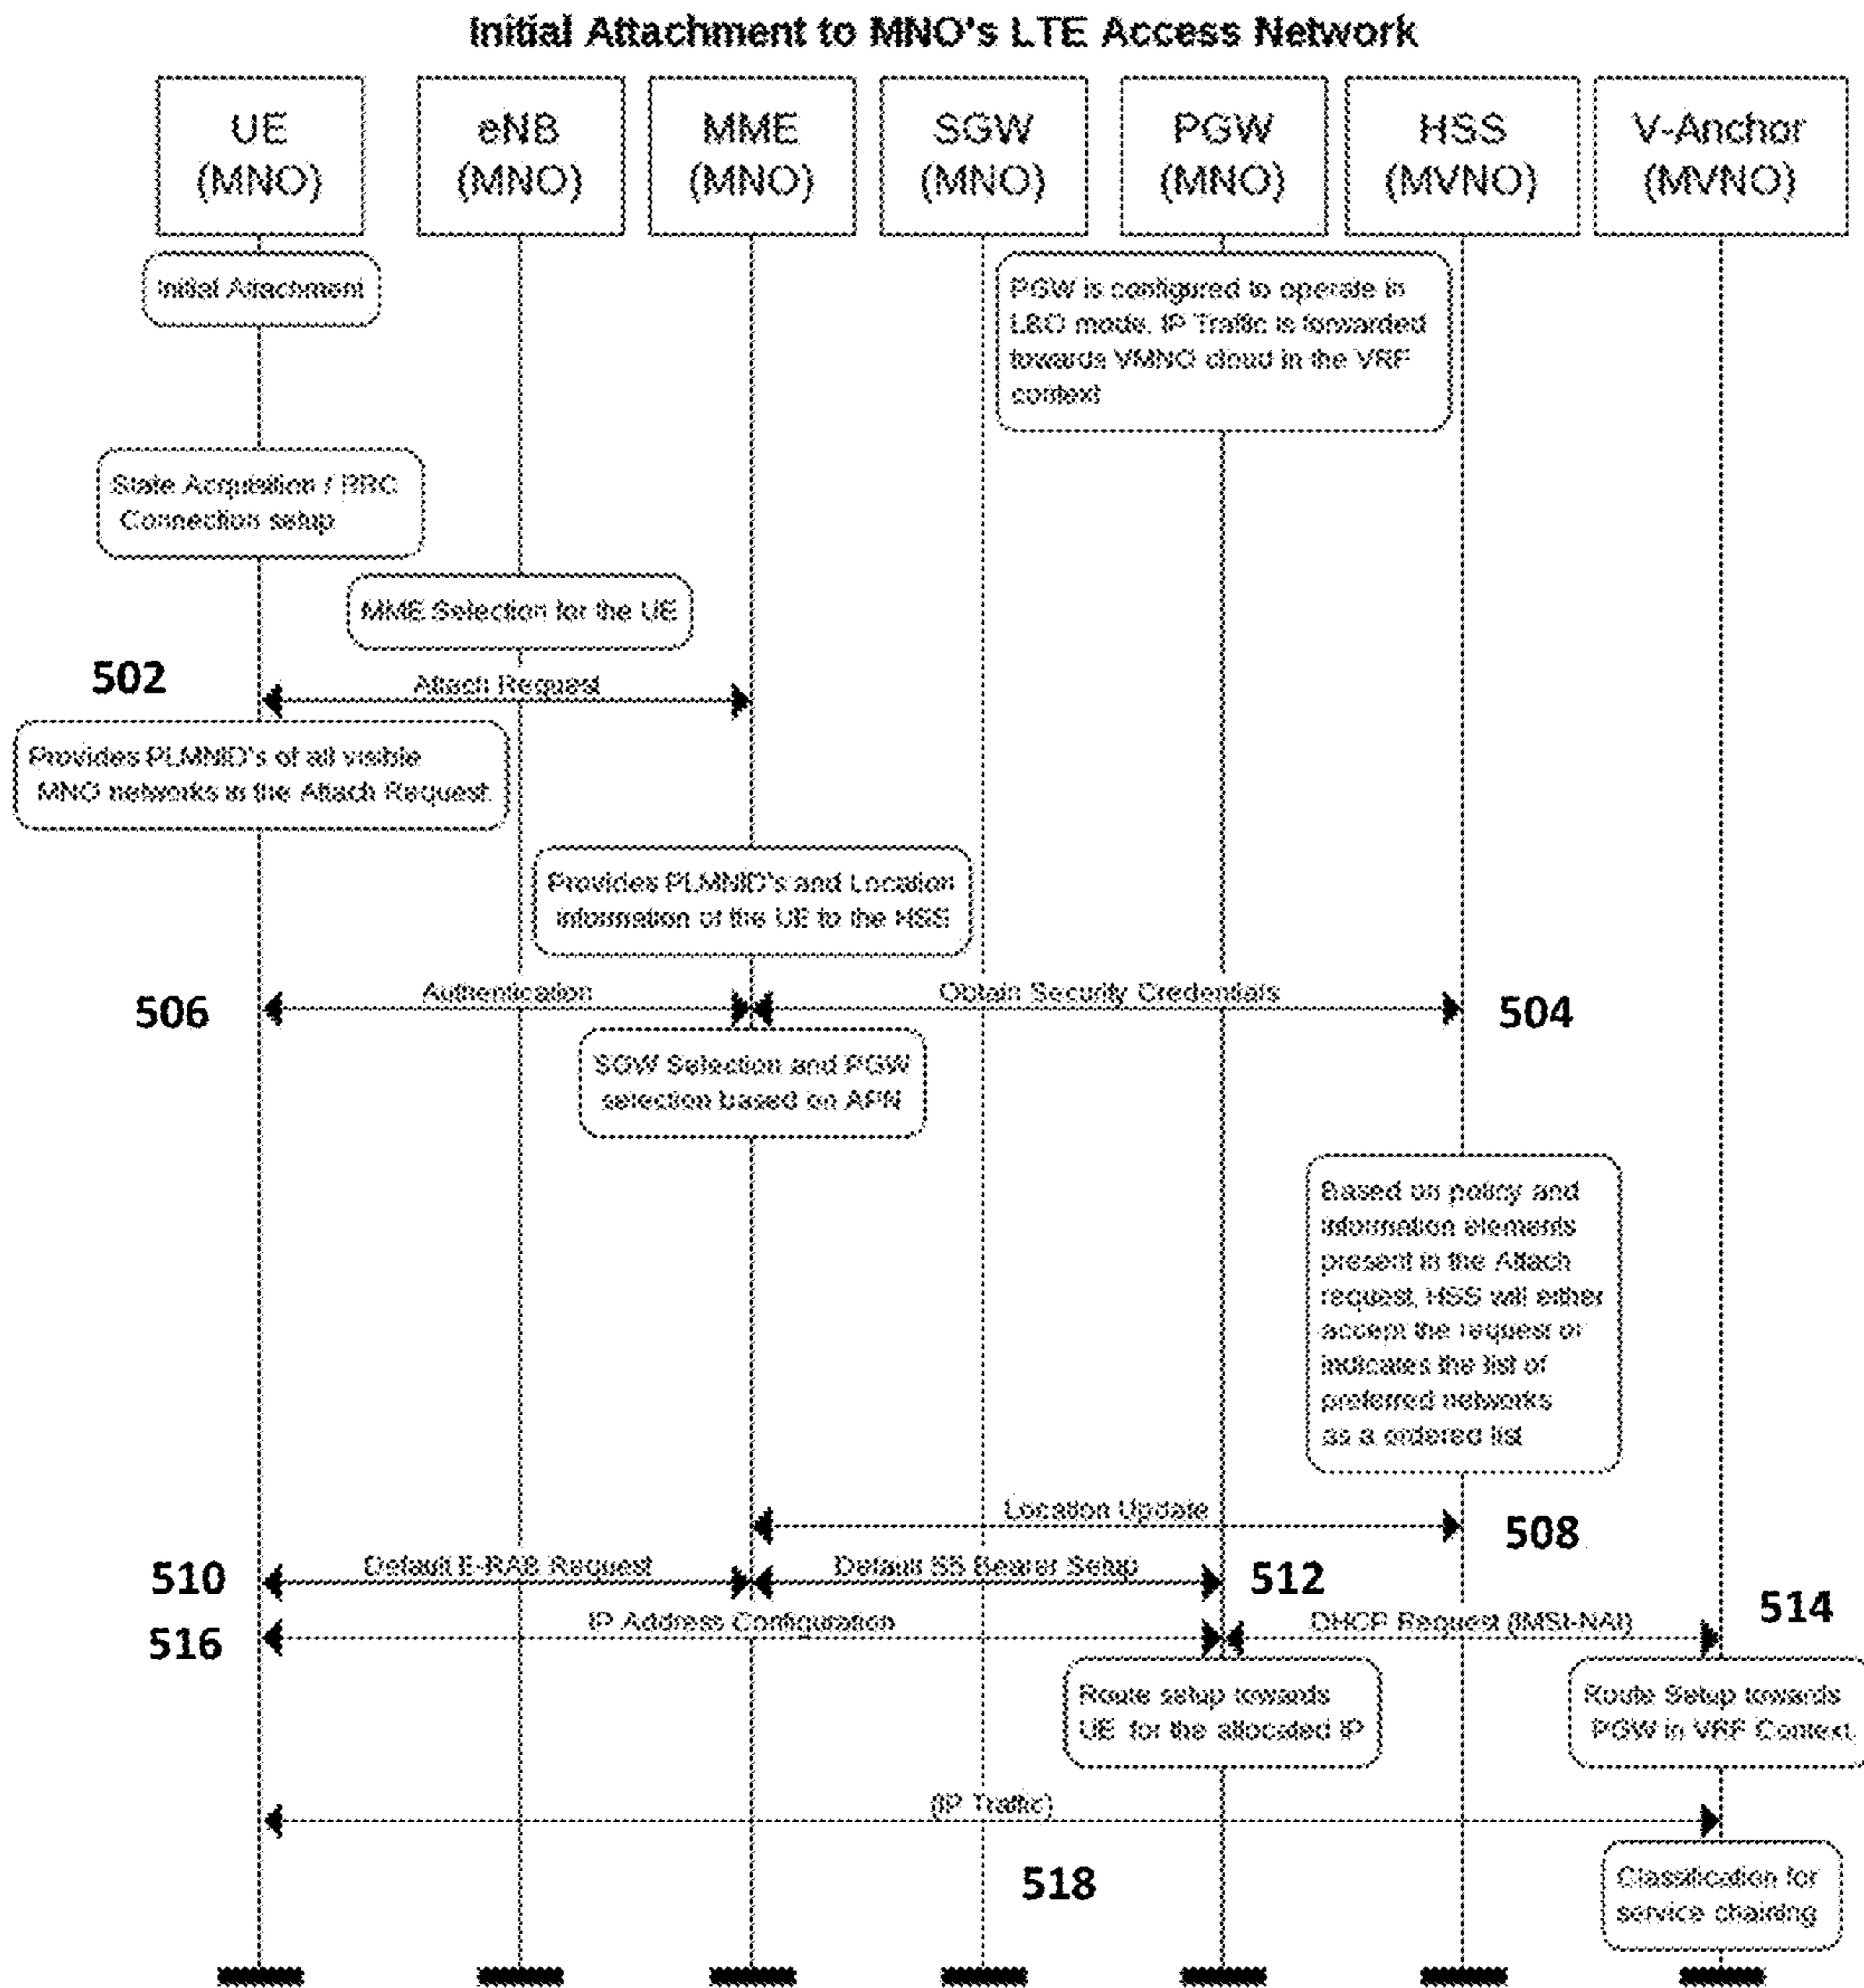 Initial Attachment to MNO's LTE Access Network
UE
(MNO)
eNB
(MNO)
MME
(MNO)
SGW
(MNO)
PGW
(MNO)
HSS
(MVNO)
V-Anchor
(MVNO)
Initial Attachment
PGW is configured to operate in
LBO mode. IP Traffic is forwarded
towards VMNO cloud in the VRF
context
State Acquisition / RRC
Connection setup
MME Selection for the UE
502
Attach Request
Provides PLMNID's of all visible
MNO networks in the Attach Request.
Provides PLMNID's and Location
information of the UE to the HSS
506
Authentication
Obtain Security Credentials
504
SGW Selection and PGW
selection based on APN
Based on policy and
information elements
present in the Attach
request, HSS will either
accept the request or
indicates the list of
preferred networks
as a ordered list
Location Update
508
510
Default E-RAB Request
Default S5 Bearer Setup
512
514
516
IP Address Configuration
DHCP Request (IMSI-NAI)
Route setup towards
UE for the allocated IP
Route Setup towards
PGW in VRF Context.
(IP Traffic)
518
Classification for
service chaining